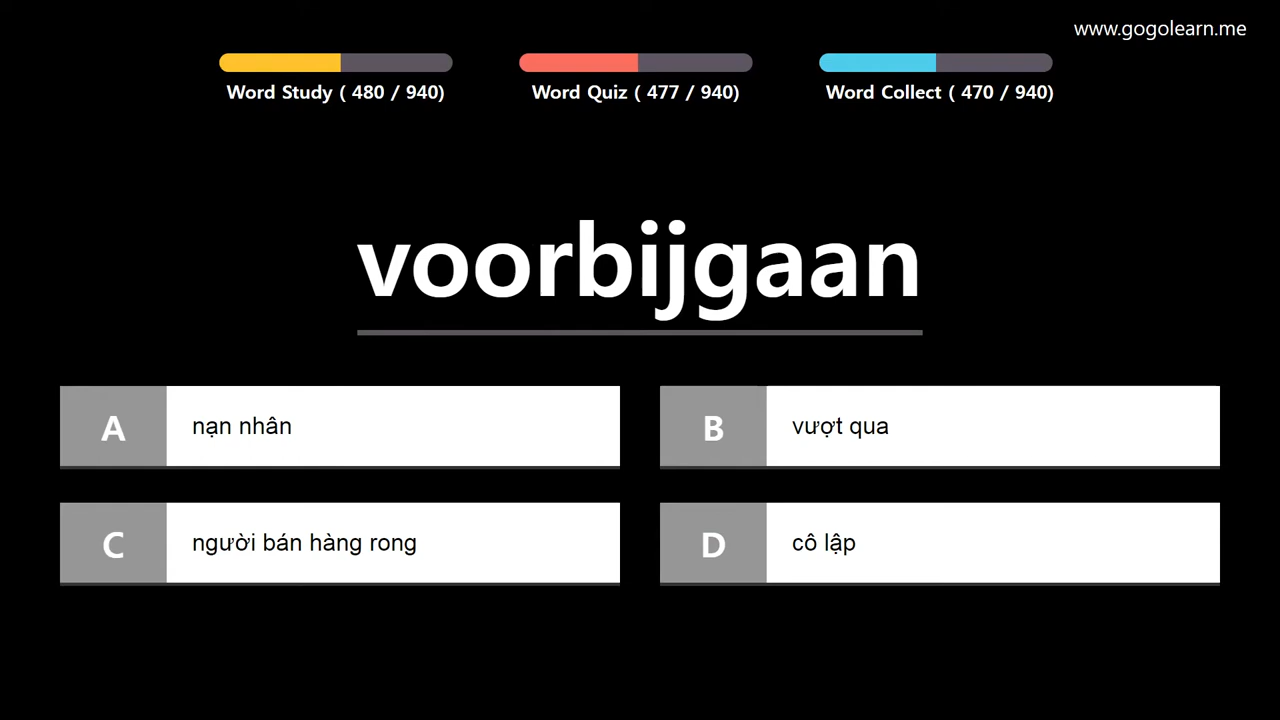 www.gogolearn.me
Word Study ( 480 / 940)
Word Quiz ( 477 / 940)
Word Collect ( 470 / 940)
voorbijgaan
A nạn nhân
B vượt qua
C người bán hàng rong
D cô lập